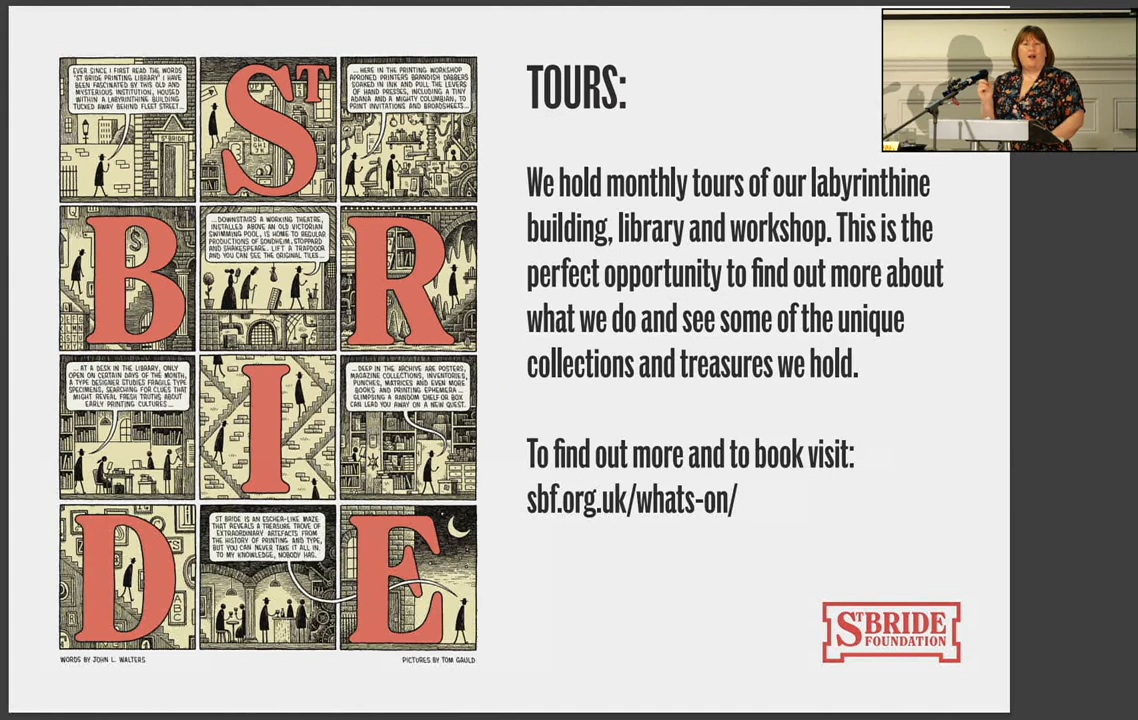 EVER SINCE I FIRST READ THE WORDS
"ST BRIDE PRINTING LIBRARY" I HAVE
BEEN FASCINATED BY THIS OLD AND
MYSTERIOUS INSTITUTION, HOUSED
WITHIN A LABYRINTHINE BUILDING
TUCKED AWAY BEHIND FLEET STREET...
ST BRIDE
ST
...HERE IN THE PRINTING WORKSHOP
APRONED PRINTERS BRANDISH DABBERS
SOAKED IN INK AND PULL THE LEVERS
OF HAND PRESSES, INCLUDING A TINY
ADANA AND A MIGHTY COLUMBIAN, TO
PRINT INVITATIONS AND BROADSHEETS...
B
...DOWNSTAIRS A WORKING THEATRE,
INSTALLED ABOVE AN OLD VICTORIAN
SWIMMING POOL, IS HOME TO REGULAR
PRODUCTIONS OF SONDHEIM, STOPPARD
AND SHAKESPEARE. LIFT A TRAPDOOR
AND YOU CAN SEE THE ORIGINAL TILES...
R
...AT A DESK IN THE LIBRARY, ONLY
OPEN ON CERTAIN DAYS OF THE MONTH,
A TYPE DESIGNER STUDIES FRAGILE TYPE
SPECIMENS, SEARCHING FOR CLUES THAT
MIGHT REVEAL FRESH TRUTHS ABOUT
EARLY PRINTING CULTURES...
I
...DEEP IN THE ARCHIVE ARE POSTERS,
MAGAZINE COLLECTIONS, INVENTORIES,
PUNCHES, MATRICES AND EVEN MORE
BOOKS AND PRINTING EPHEMERA...
GLIMPSING A RANDOM SHELF OR BOX
CAN LEAD YOU AWAY ON A NEW QUEST.
D
ST BRIDE IS AN ESCHER-LIKE MAZE
THAT REVEALS A TREASURE TROVE OF
EXTRAORDINARY ARTEFACTS FROM
THE HISTORY OF PRINTING AND TYPE,
BUT YOU CAN NEVER TAKE IT ALL IN.
TO MY KNOWLEDGE, NOBODY HAS.
E
WORDS BY JOHN L. WALTERS
PICTURES BY TOM GAULD
TOURS:
We hold monthly tours of our labyrinthine
building, library and workshop. This is the
perfect opportunity to find out more about
what we do and see some of the unique
collections and treasures we hold.
To find out more and to book visit:
sbf.org.uk/whats-on/
ST BRIDE
FOUNDATION